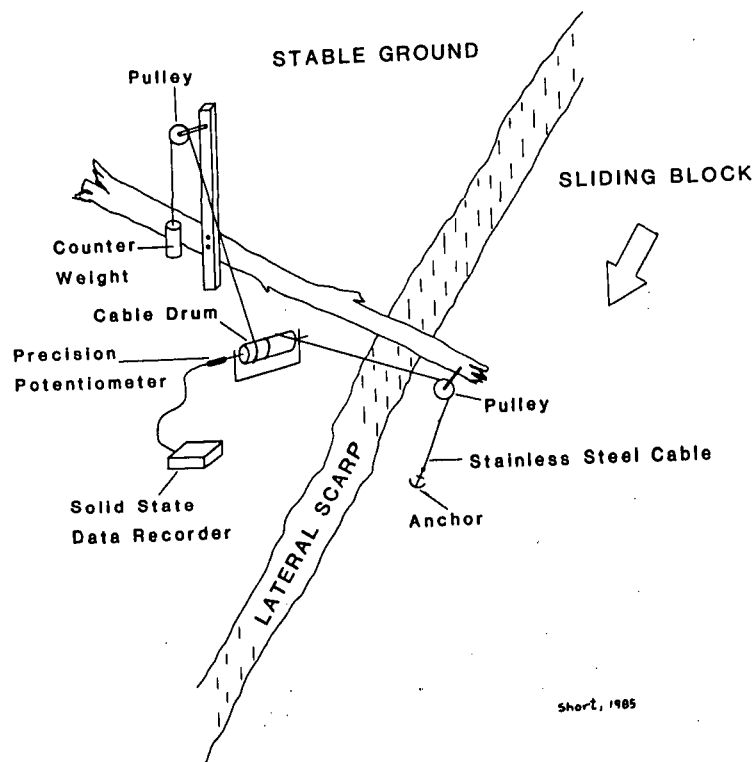 STABLE GROUND
Pulley
SLIDING BLOCK
Counter
Weight
Cable Drum
Precision
Potentiometer
Pulley
Stainless Steel Cable
Anchor
Solid State
Data Recorder
LATERAL SCARP
Short, 1985